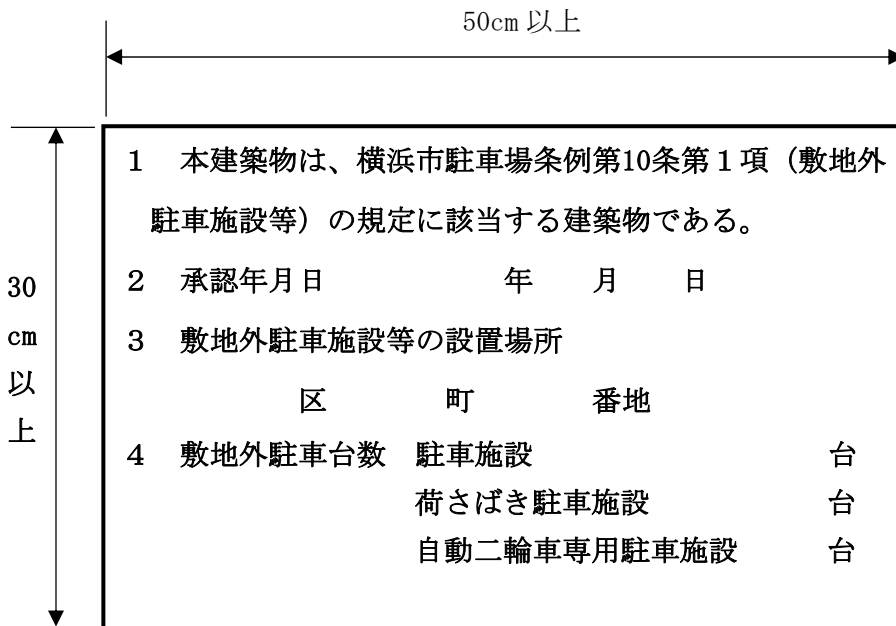 50cm以上
30
cm
以
上
1　本建築物は、横浜市駐車場条例第10条第１項（敷地外
駐車施設等）の規定に該当する建築物である。
2　承認年月日　　　　　　年　　月　　日
3　敷地外駐車施設等の設置場所
区　　　　町　　　　番地
4　敷地外駐車台数　駐車施設　　　　　　　　　　台
荷さばき駐車施設　　　　　　台
自動二輪車専用駐車施設　　　台